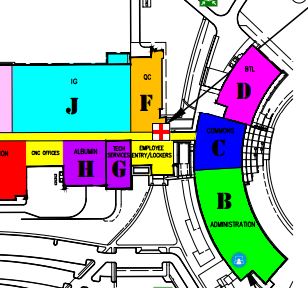 IG
J
QC
F
BTL
D
COMMONS
C
ON
CNC OFFICES
ALBUMIN
H
TECH
SERVICES
G
EMPLOYEE
ENTRY/LOCKERS
B
ADMINISTRATION